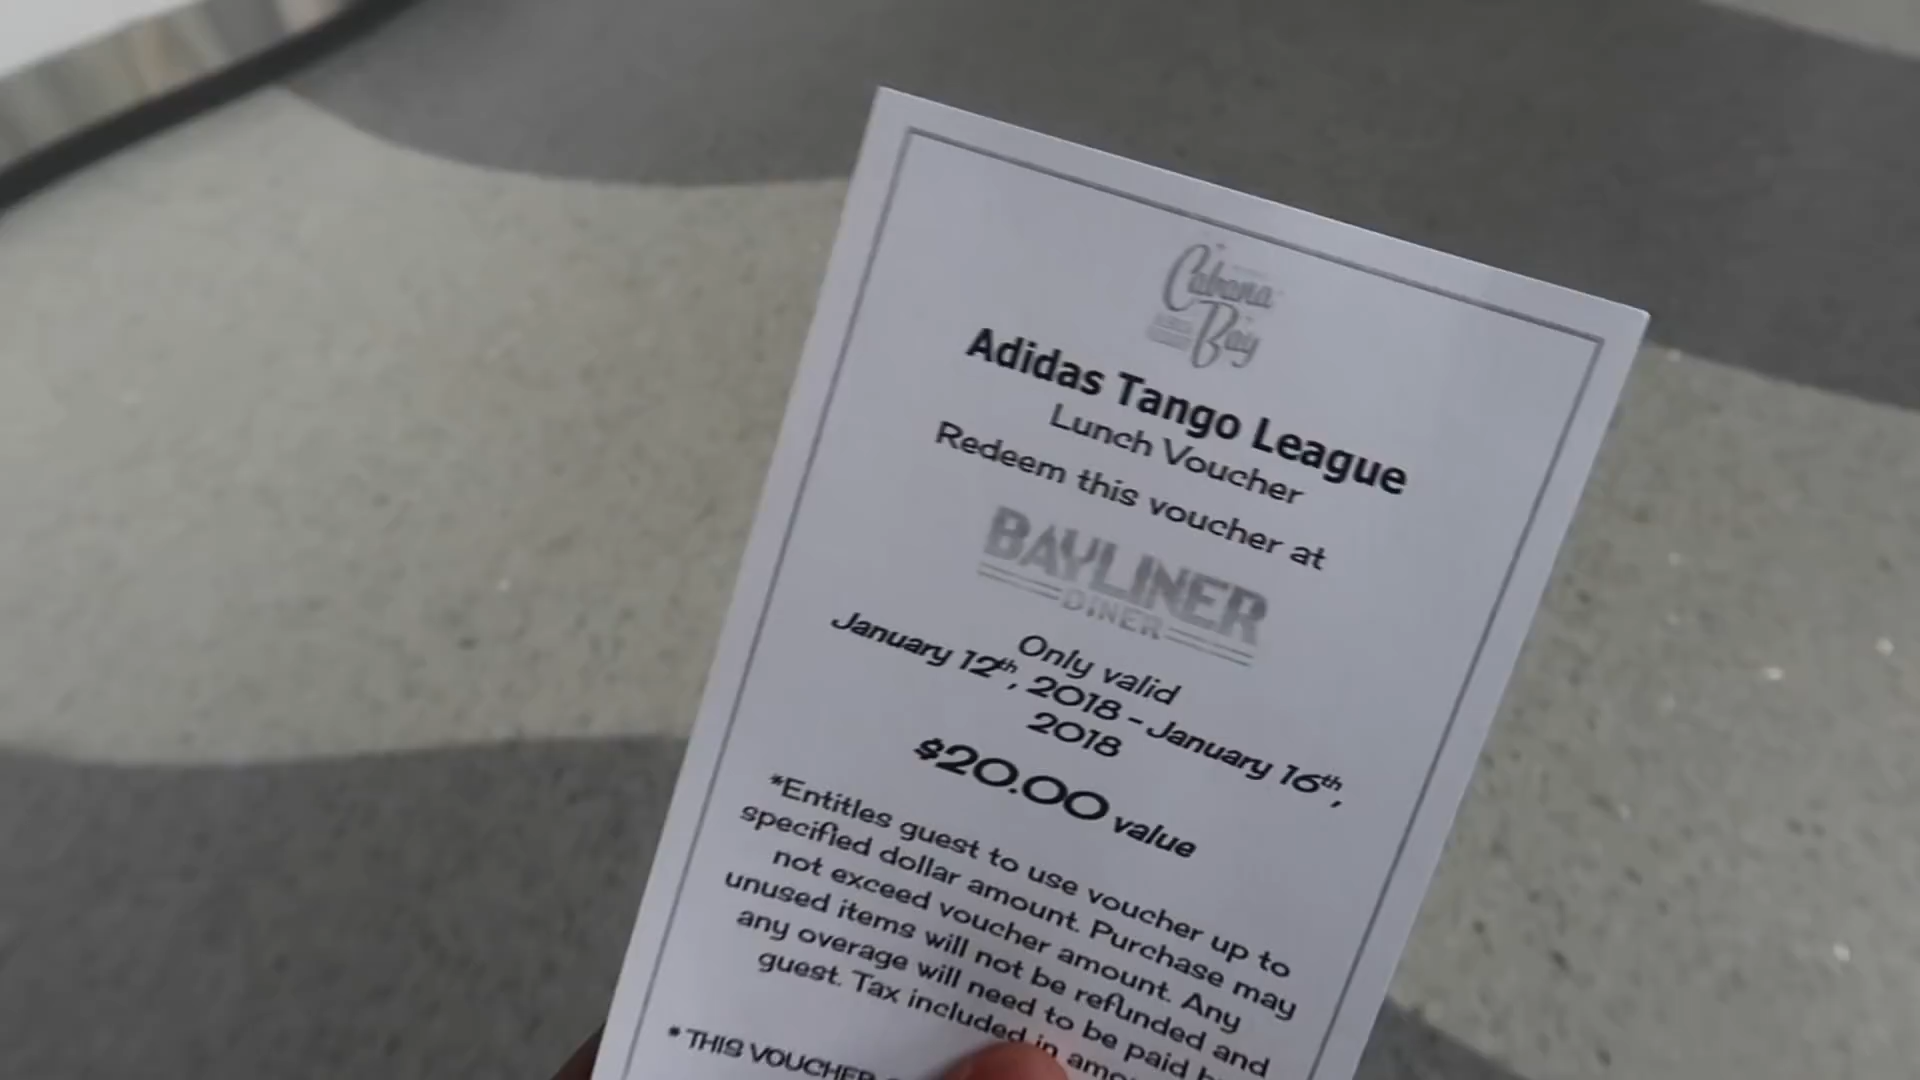 Cabana
Bay
Adidas Tango League
Lunch Voucher
Redeem this voucher at
BAYLINER
DINER
Only valid
January 12th, 2018 - January 16th,
2018
$20.00 value
*Entitles guest to use voucher up to
specified dollar amount. Purchase may
not exceed voucher amount. Any
unused items will not be refunded and
any overage will need to be paid
guest. Tax included in
* THIS VOUCHER